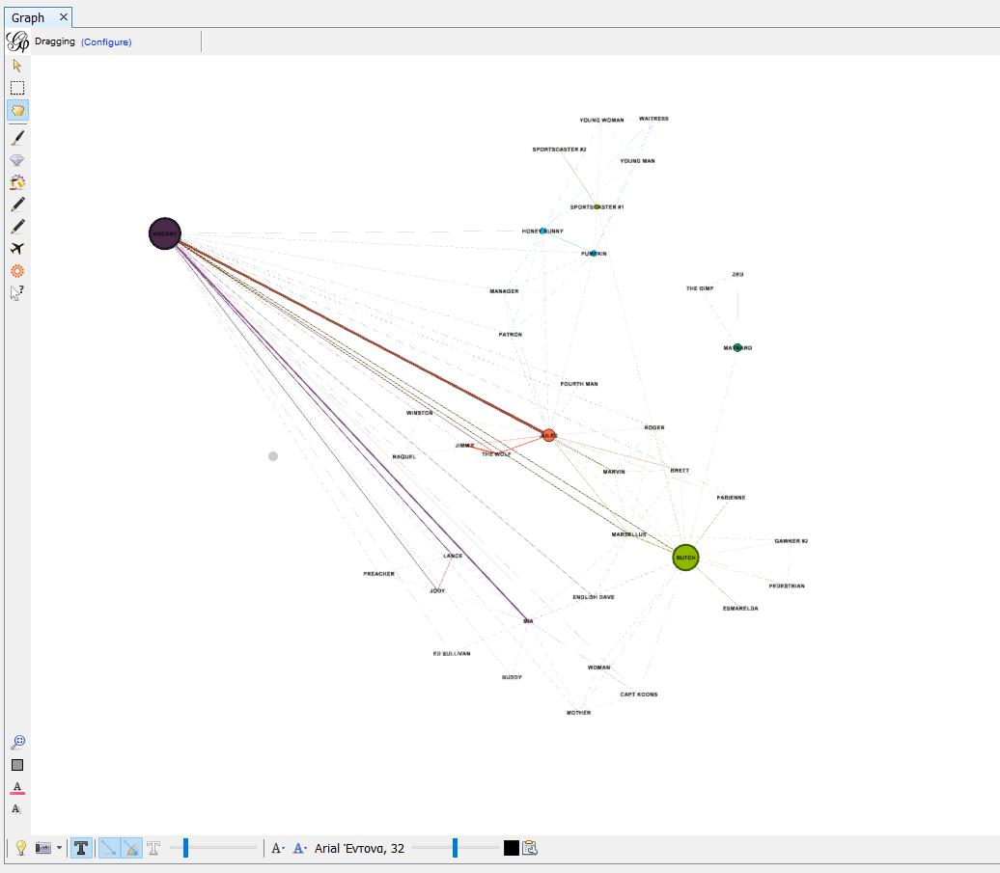 Graph
Dragging (Configure)
YOUNG WOMAN
WAITRESS
SPORTSCASTER #2
YOUNG MAN
SPORTSCASTER #1
HONEY BUNNY
VINCENT
PUMPKIN
ZED
THE GIMP
MANAGER
PATRON
MAYNARD
FOURTH MAN
WINSTON
ROGER
JULES
JIMMIE
THE WOLF
RAQUEL
MARVIN
BRETT
FABIENNE
MARSELLUS
GAWKER #2
LANCE
BUTCH
PREACHER
PEDESTRIAN
JODY
ENGLISH DAVE
ESMARELDA
MIA
ED SULLIVAN
WOMAN
BUDDY
CAPT KOONS
MOTHER
Arial Έντονα, 32